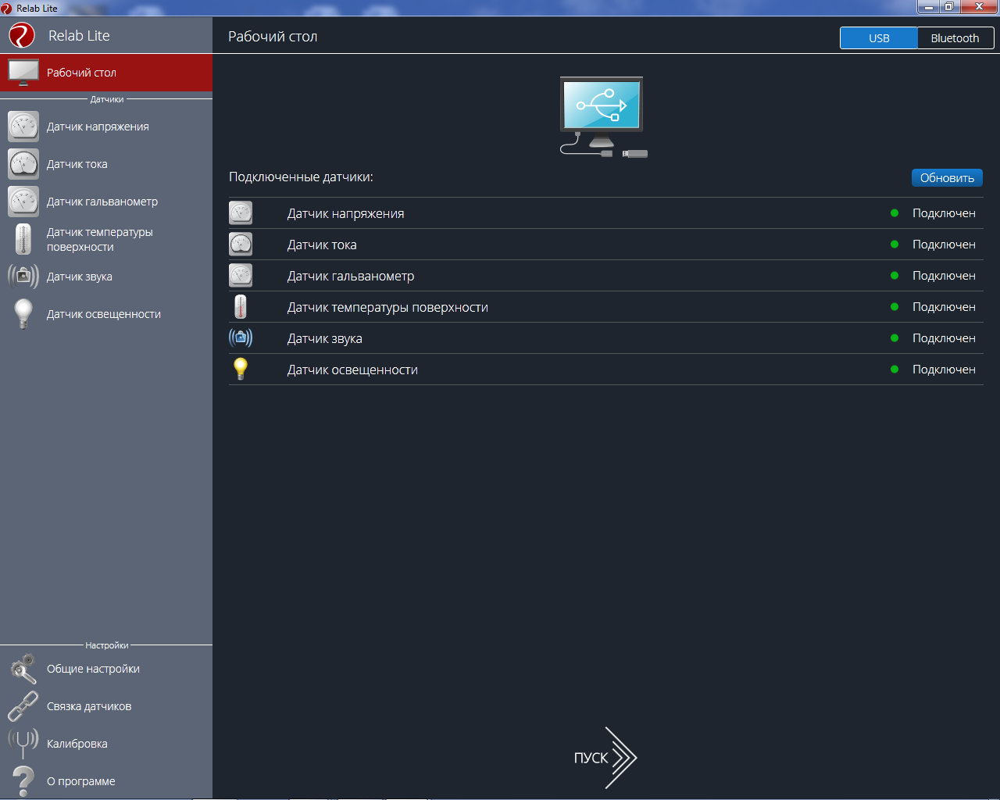 Relab Lite
Relab Lite
Рабочий стол
USB
Bluetooth
Рабочий стол
Датчики
Датчик напряжения
Датчик тока
Датчик гальванометр
Датчик температуры
поверхности
Датчик звука
Датчик освещенности
Подключенные датчики:
Обновить
Датчик напряжения
Подключен
Датчик тока
Подключен
Датчик гальванометр
Подключен
Датчик температуры поверхности
Подключен
Датчик звука
Подключен
Датчик освещенности
Подключен
Настройки
Общие настройки
Связка датчиков
Калибровка
О программе
ПУСК